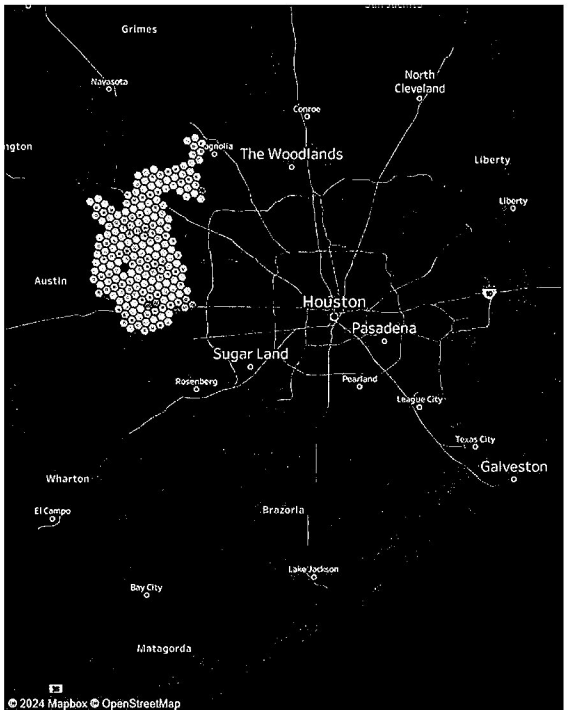 Grimes
Navasota
North
Cleveland
Conroe
The Woodlands
Liberty
Liberty
Austin
Houston
Pasadena
Sugar Land
Rosenberg
Pearland
League City
Texas City
Galveston
Wharton
El Campo
Brazoria
Lake Jackson
Bay City
Matagorda
© 2024 Mapbox © OpenStreetMap